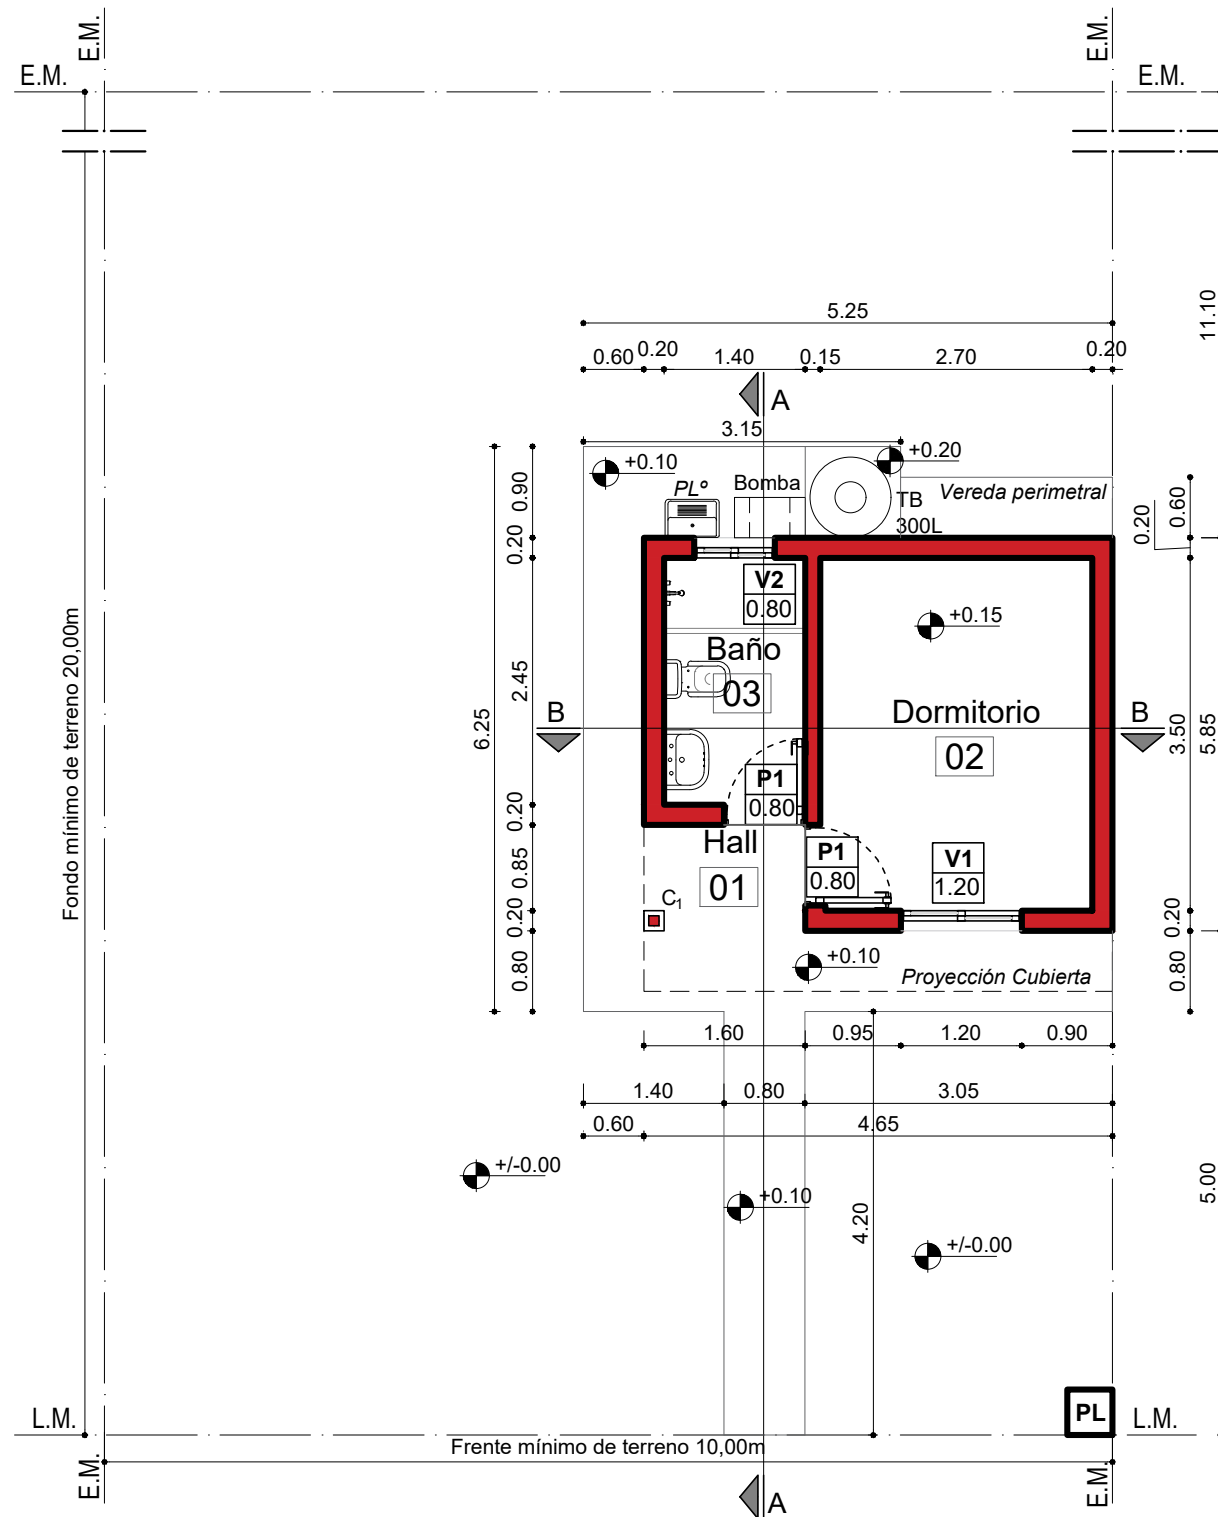 E.M.
E.M.
E.M.
E.M.
11.10
5.25
0.60
0.20
1.40
0.15
2.70
0.20
A
3.15
+0.10
+0.20
PLº
Bomba
TB
300L
Vereda perimetral
0.90
0.20
0.60
0.20
V2
0.80
+0.15
Fondo mínimo de terreno 20,00m
2.45
6.25
Baño
03
B
Dormitorio
02
B
3.50
5.85
P1
0.80
0.20
Hall
01
0.85
P1
0.80
V1
1.20
C1
0.20
0.20
0.80
+0.10
Proyección Cubierta
0.80
1.60
0.95
1.20
0.90
1.40
0.80
3.05
0.60
4.65
+/-0.00
+0.10
4.20
+/-0.00
5.00
PL
L.M.
L.M.
Frente mínimo de terreno 10,00m
E.M.
E.M.
A